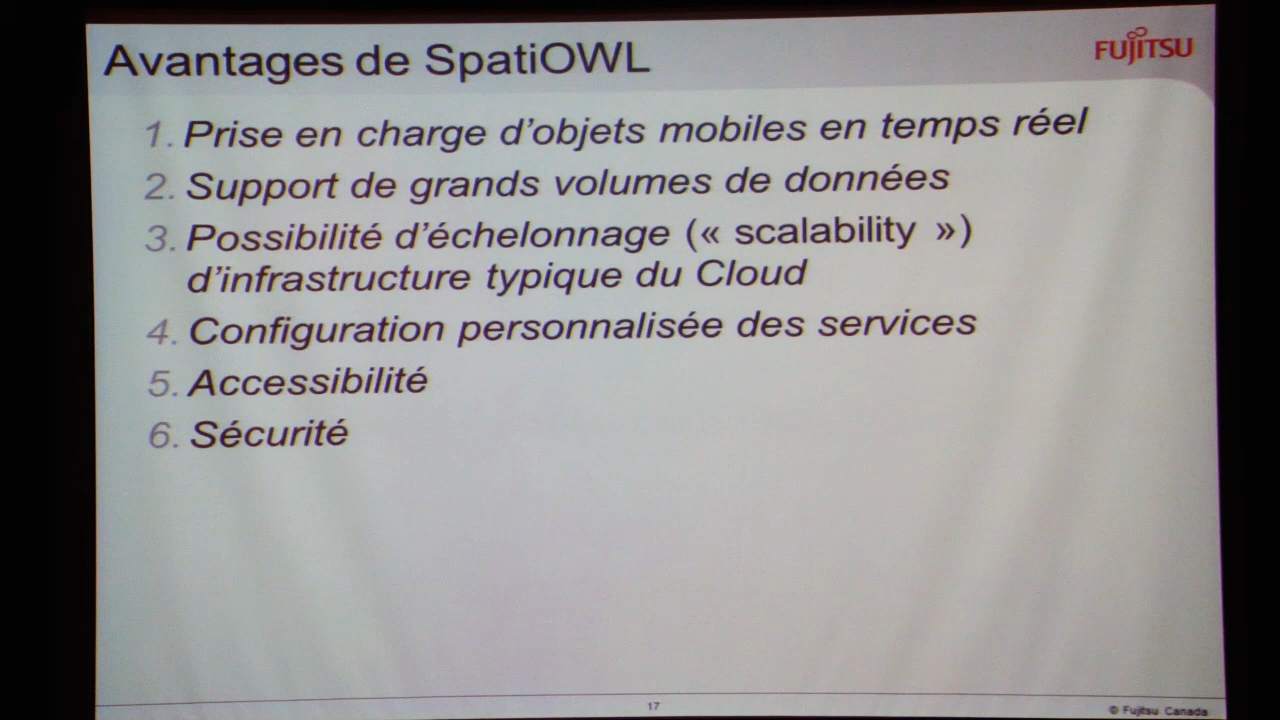 Avantages de SpatiOWL
FUJITSU
1. Prise en charge d'objets mobiles en temps réel
2. Support de grands volumes de données
3. Possibilité d'échelonnage (« scalability »)
d'infrastructure typique du Cloud
4. Configuration personnalisée des services
5. Accessibilité
6. Sécurité
17
© Fujitsu Canada